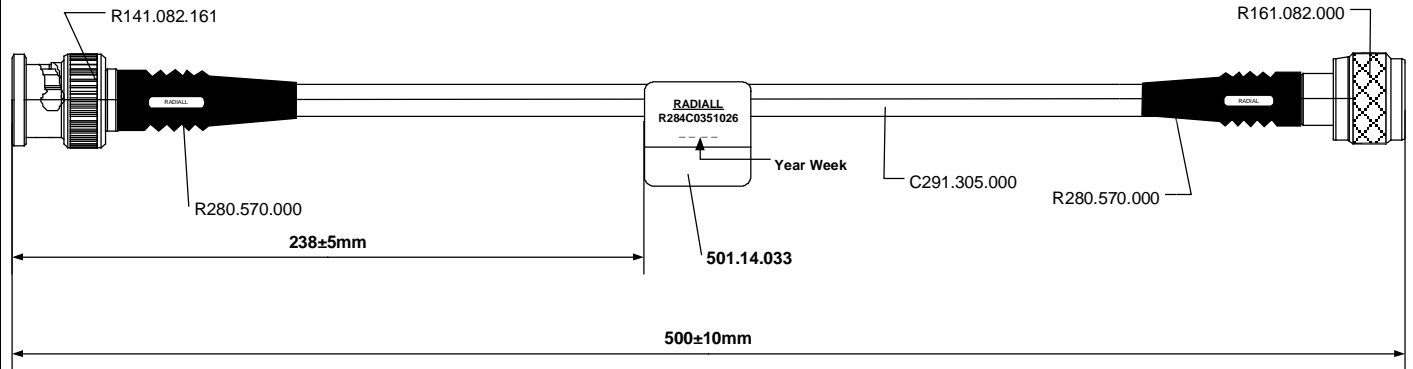 R141.082.161
R161.082.000
RADIALL
RADIALL
R284C0351026
_ _ _ _
Year Week
RADIAL
R280.570.000
C291.305.000
R280.570.000
238±5mm
501.14.033
500±10mm